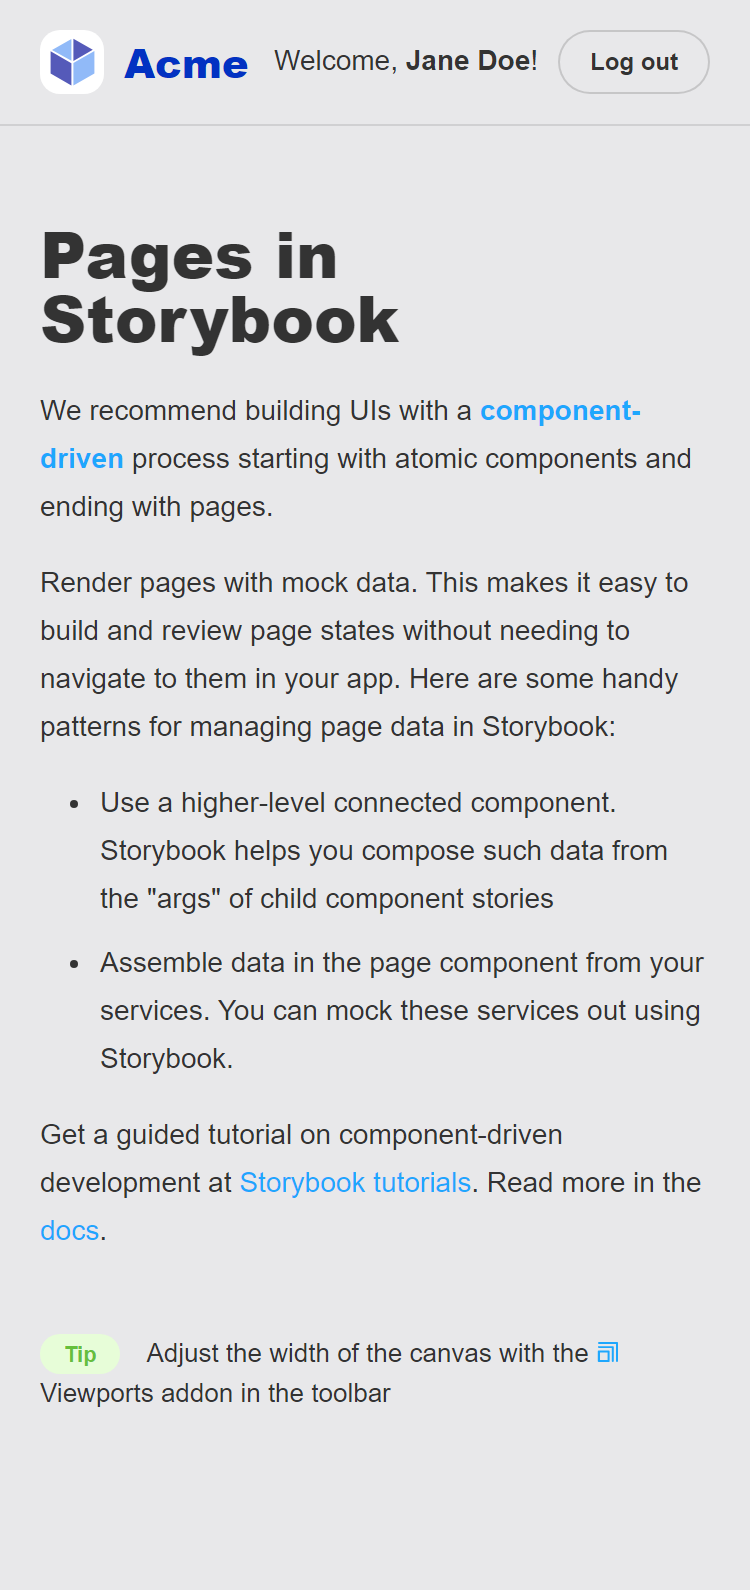 Acme Welcome, Jane Doe! Log out
Pages in
Storybook
We recommend building UIs with a component-
driven process starting with atomic components and
ending with pages.
Render pages with mock data. This makes it easy to
build and review page states without needing to
navigate to them in your app. Here are some handy
patterns for managing page data in Storybook:
• Use a higher-level connected component.
Storybook helps you compose such data from
the "args" of child component stories
• Assemble data in the page component from your
services. You can mock these services out using
Storybook.
Get a guided tutorial on component-driven
development at Storybook tutorials. Read more in the
docs.
Tip Adjust the width of the canvas with the
Viewports addon in the toolbar